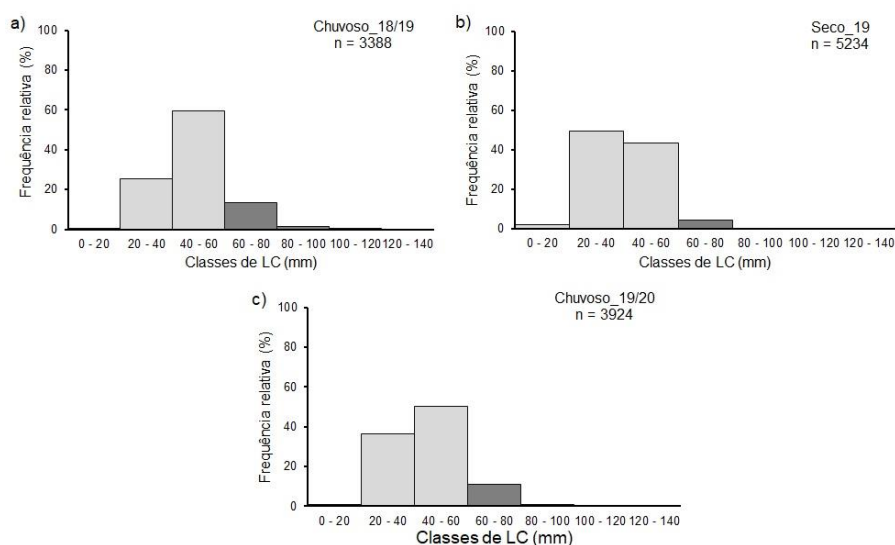 a)
Chuvoso_18/19
n = 3388
Frequência relativa (%)
100
80
60
40
20
0
0 - 20 20 - 40 40 - 60 60 - 80 80 - 100 100 - 120 120 - 140
Classes de LC (mm)
b)
Seco_19
n = 5234
Frequência relativa (%)
100
80
60
40
20
0
0 - 20 20 - 40 40 - 60 60 - 80 80 - 100 100 - 120 120 - 140
Classes de LC (mm)
c)
Chuvoso_19/20
n = 3924
Frequência relativa (%)
100
80
60
40
20
0
0 - 20 20 - 40 40 - 60 60 - 80 80 - 100 100 - 120 120 - 140
Classes de LC (mm)